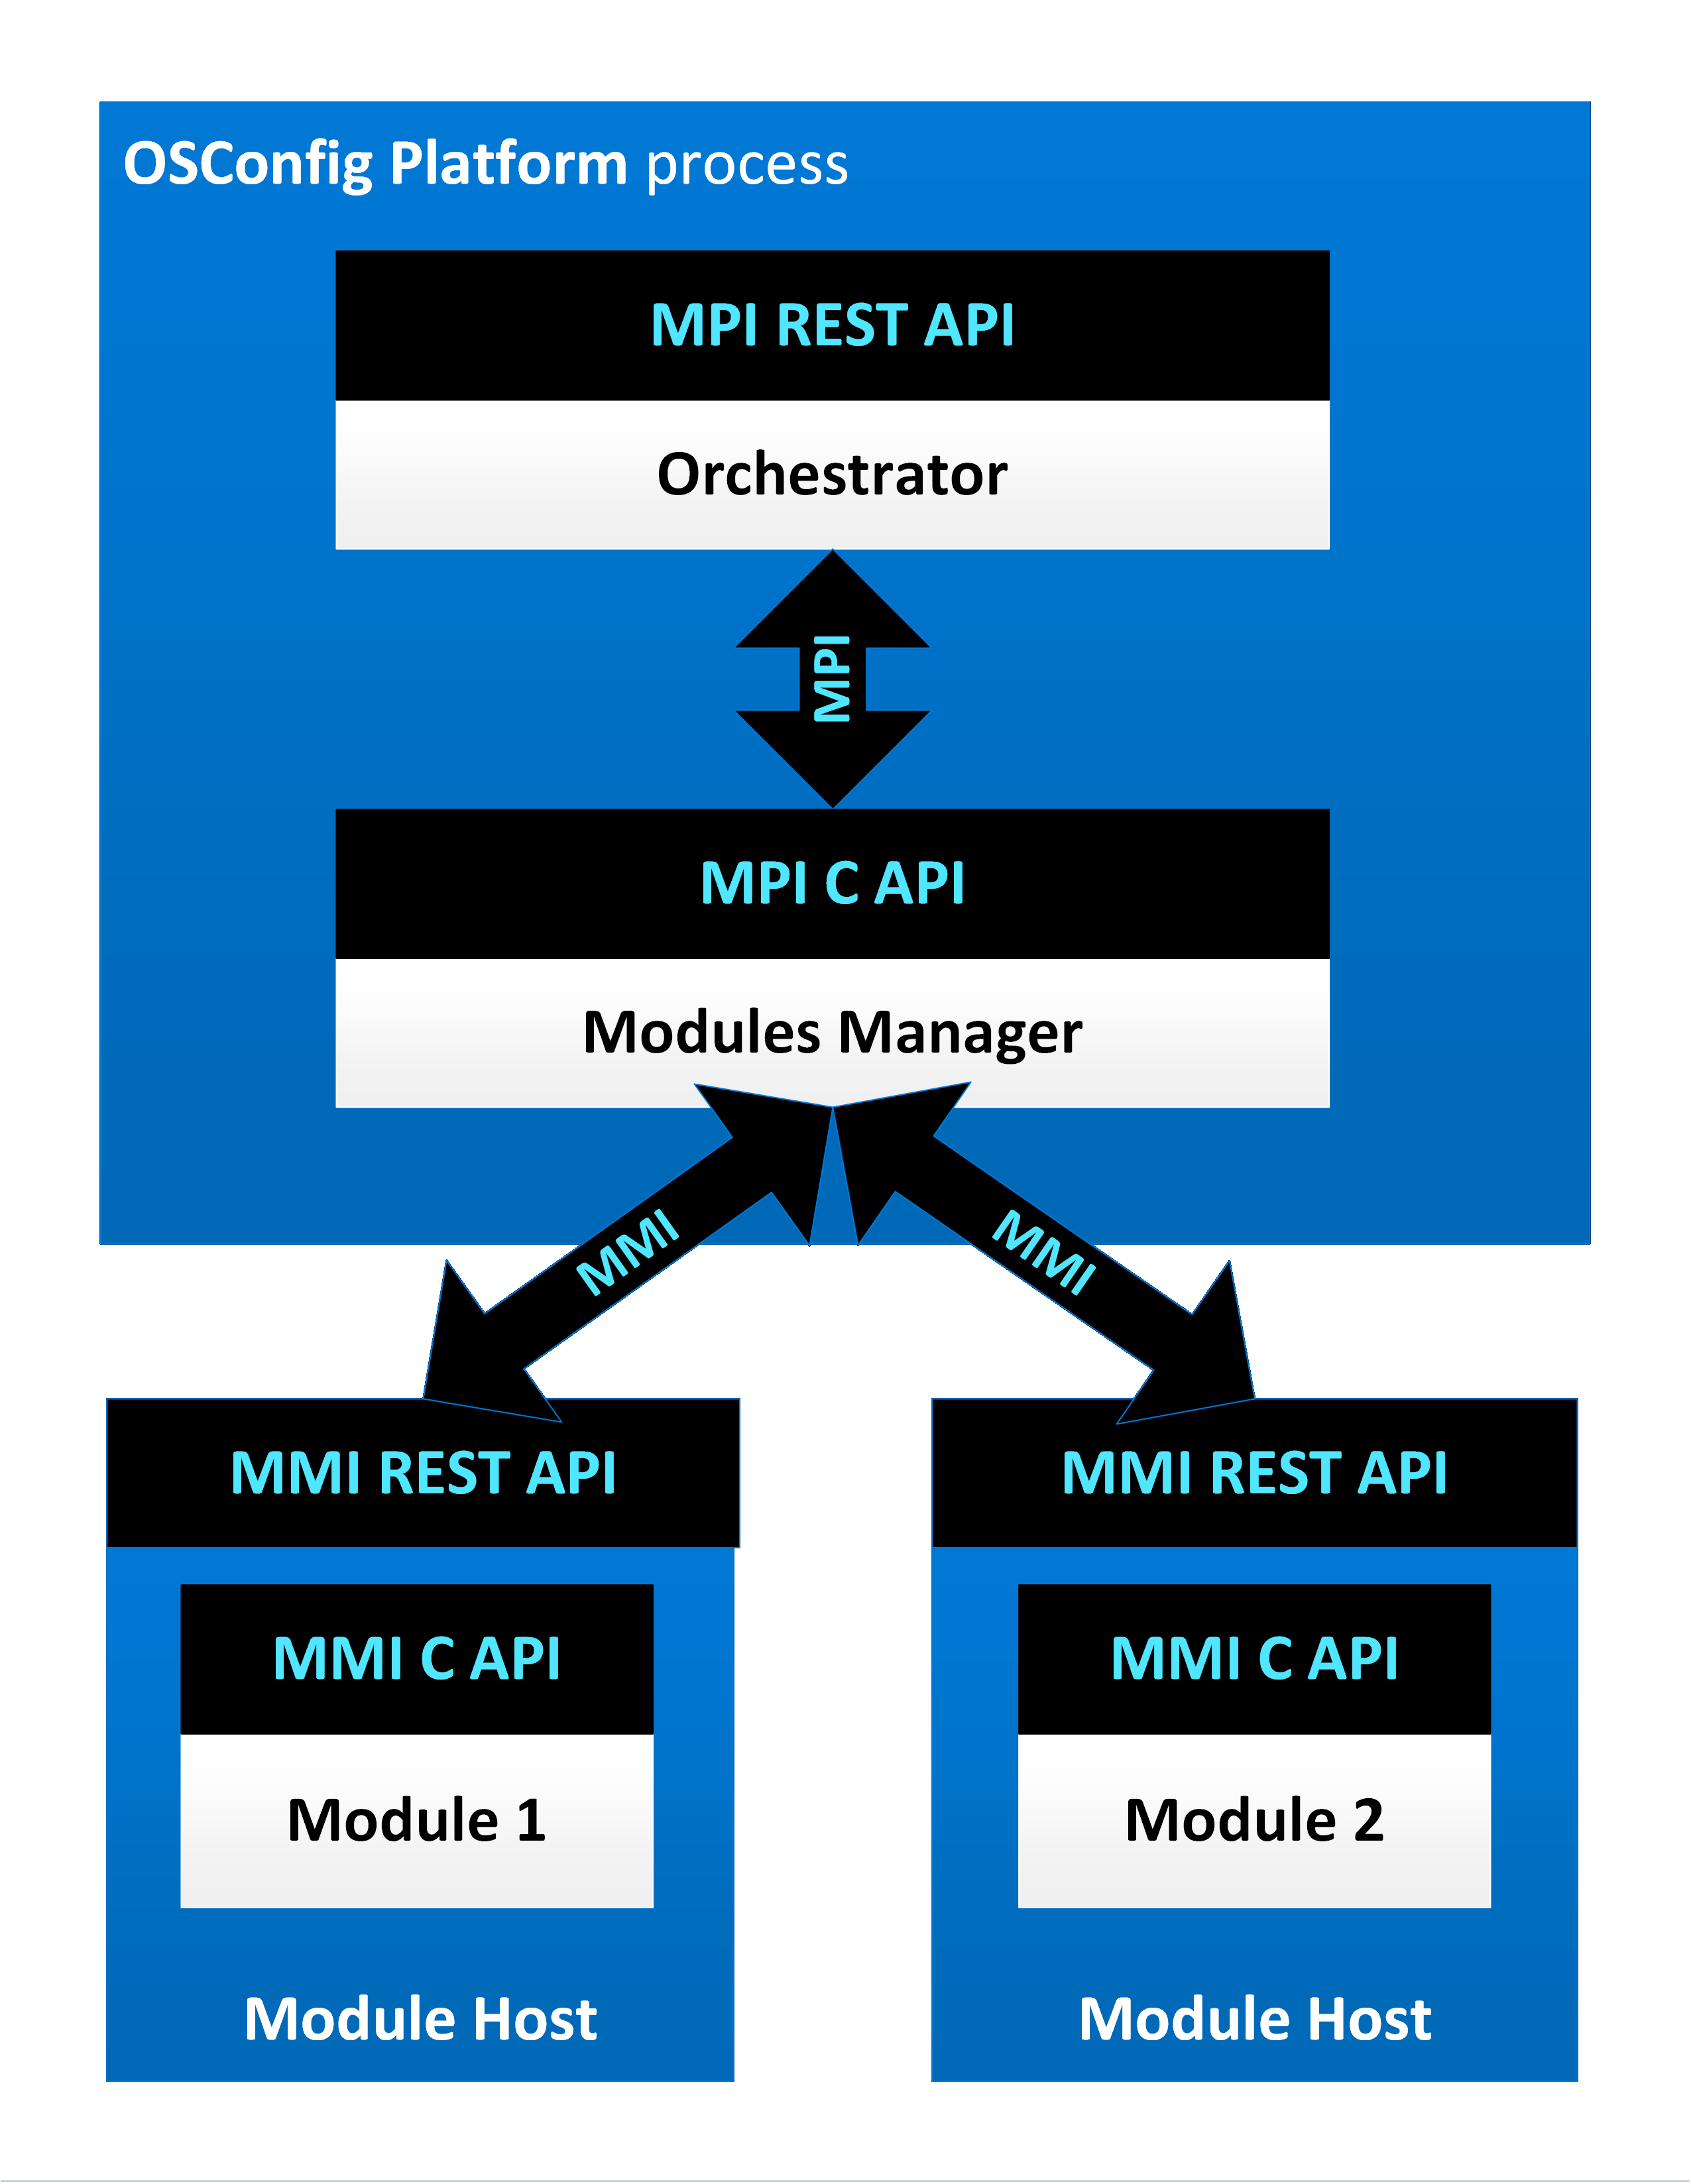 OSConfig Platform process
MPI REST API
Orchestrator
MPI
MPI C API
Modules Manager
MMI
MMI
MMI REST API
MMI REST API
MMI C API
MMI C API
Module 1
Module 2
Module Host
Module Host